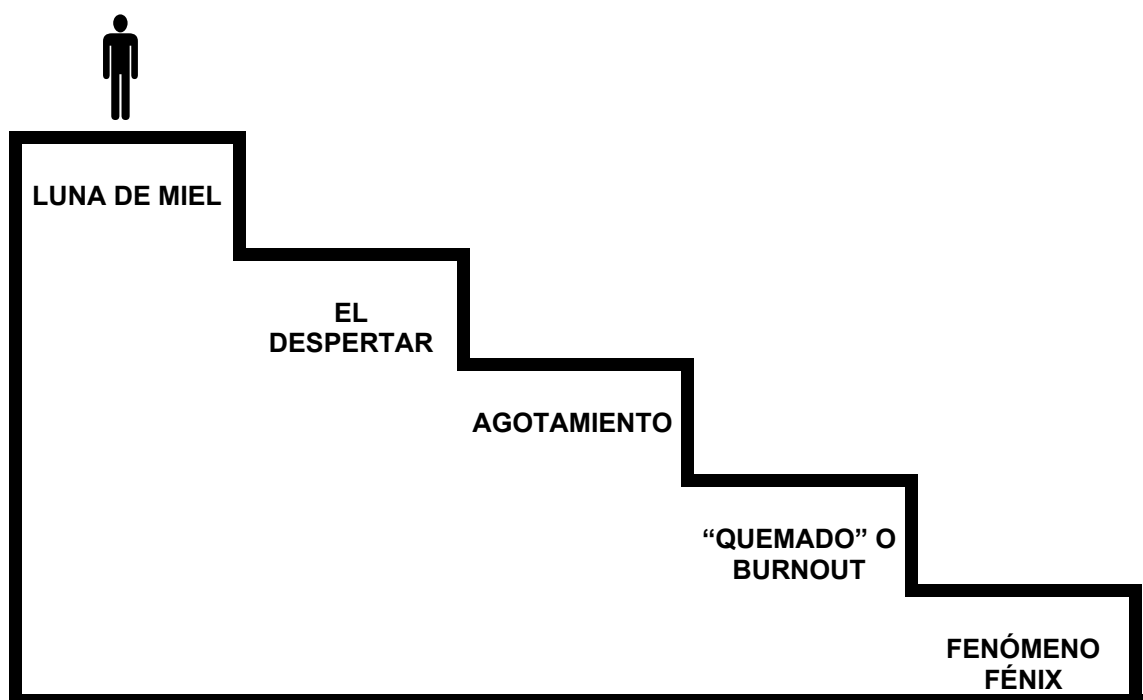 LUNA DE MIEL
EL
DESPERTAR
AGOTAMIENTO
“QUEMADO” O
BURNOUT
FENÓMENO
FÉNIX